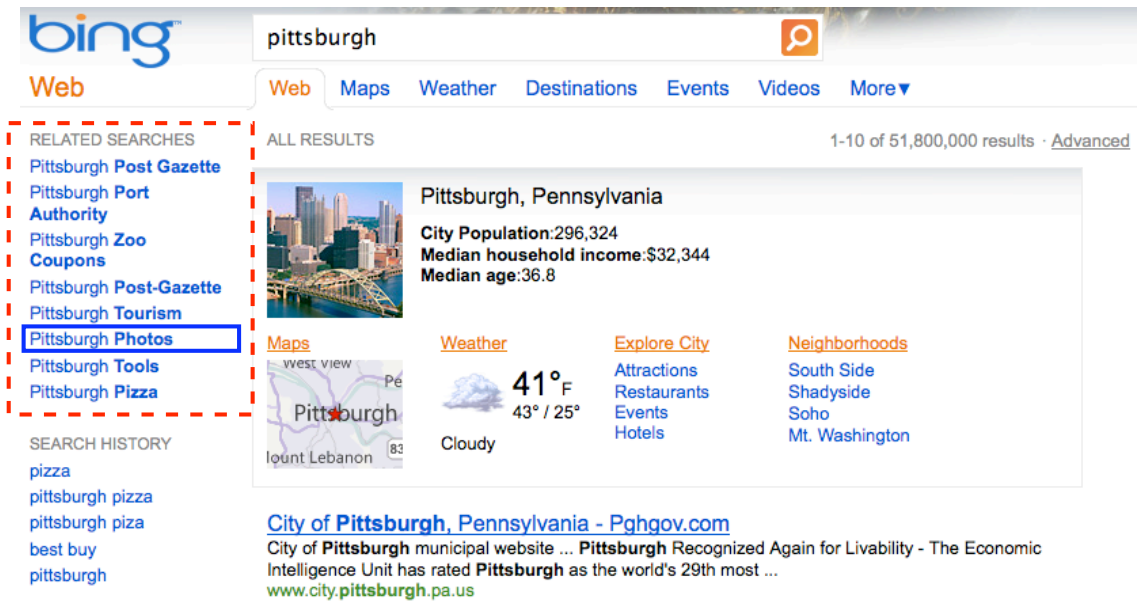 bing™
pittsburgh
Web
Web Maps Weather Destinations Events Videos More▼
RELATED SEARCHES
Pittsburgh Post Gazette
Pittsburgh Port
Authority
Pittsburgh Zoo
Coupons
Pittsburgh Post-Gazette
Pittsburgh Tourism
Pittsburgh Photos
Pittsburgh Tools
Pittsburgh Pizza
SEARCH HISTORY
pizza
pittsburgh pizza
pittsburgh piza
best buy
pittsburgh
ALL RESULTS
1-10 of 51,800,000 results · Advanced
Pittsburgh, Pennsylvania
City Population:296,324
Median household income:$32,344
Median age:36.8
Maps
West View
Pe
Pittsburgh
83
lount Lebanon
Weather
41°F
43° / 25°
Cloudy
Explore City
Attractions
Restaurants
Events
Hotels
Neighborhoods
South Side
Shadyside
Soho
Mt. Washington
City of Pittsburgh, Pennsylvania - Pghgov.com
City of Pittsburgh municipal website ... Pittsburgh Recognized Again for Livability - The Economic
Intelligence Unit has rated Pittsburgh as the world's 29th most ...
www.city.pittsburgh.pa.us